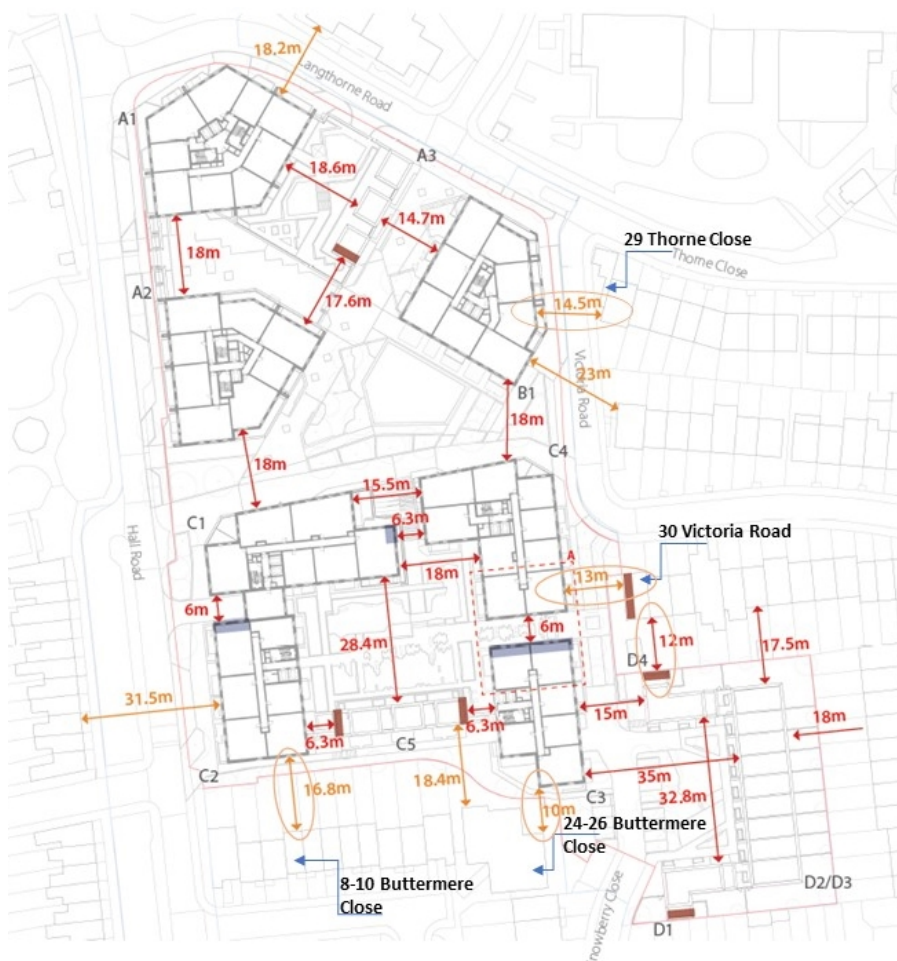 18.2m
Langthorne Road
A1
A3
18.6m
14.7m
29 Thorne Close
18m
Thorne Close
A2
17.6m
14.5m
Victoria Road
23m
B1
18m
18m
C4
15.5m
C1
6.3m
30 Victoria Road
Hall Road
A
18m
13m
6m
6m
12m
28.4m
17.5m
D4
31.5m
15m
18m
6.3m
6.3m
C5
35m
C2
16.8m
18.4m
32.8m
10m
C3
24-26 Buttermere
Close
8-10 Buttermere
Close
nowberry Close
D2/D3
D1